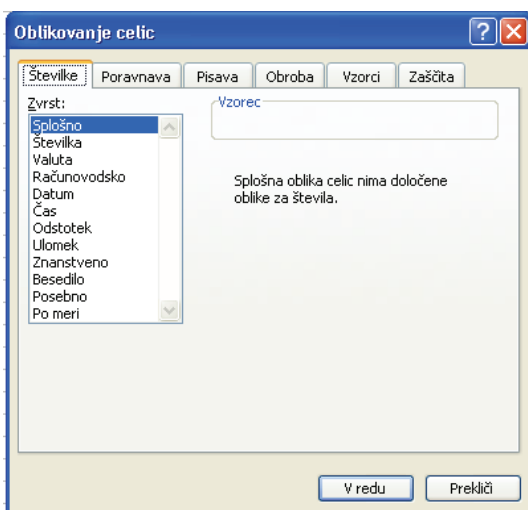 Oblikovanje celic
Številke Poravnava Pisava Obroba Vzorci Zaščita
Zvrst:
Splošno
Številka
Valuta
Računovodsko
Datum
Čas
Odstotek
Ulomek
Znanstveno
Besedilo
Posebno
Po meri
Vzorec
Splošna oblika celic nima določene
oblike za števila.
V redu Prekliči